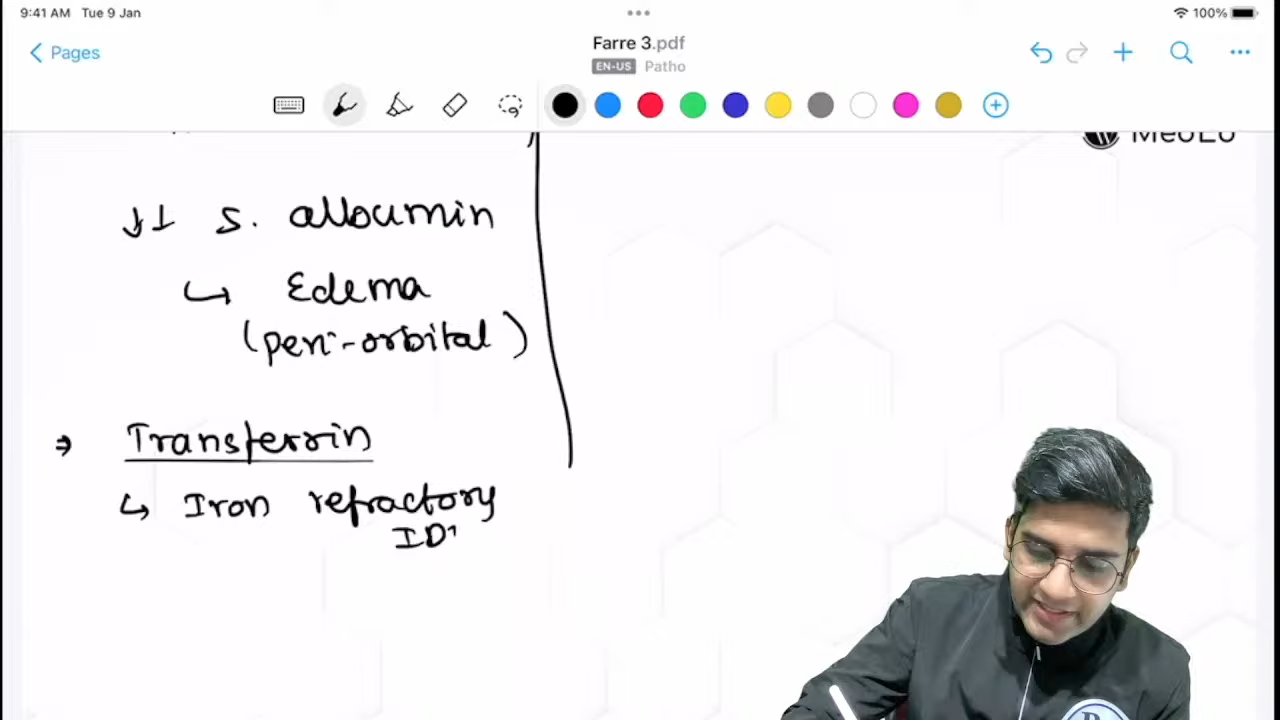 9:41 AM Tue 9 Jan
100%
Pages
Farre 3.pdf
EN-US Patho
↓↓ S. albumin
↳ Edema
(peri-orbital)
⇒ Transferrin
↳ Iron refractory
ID